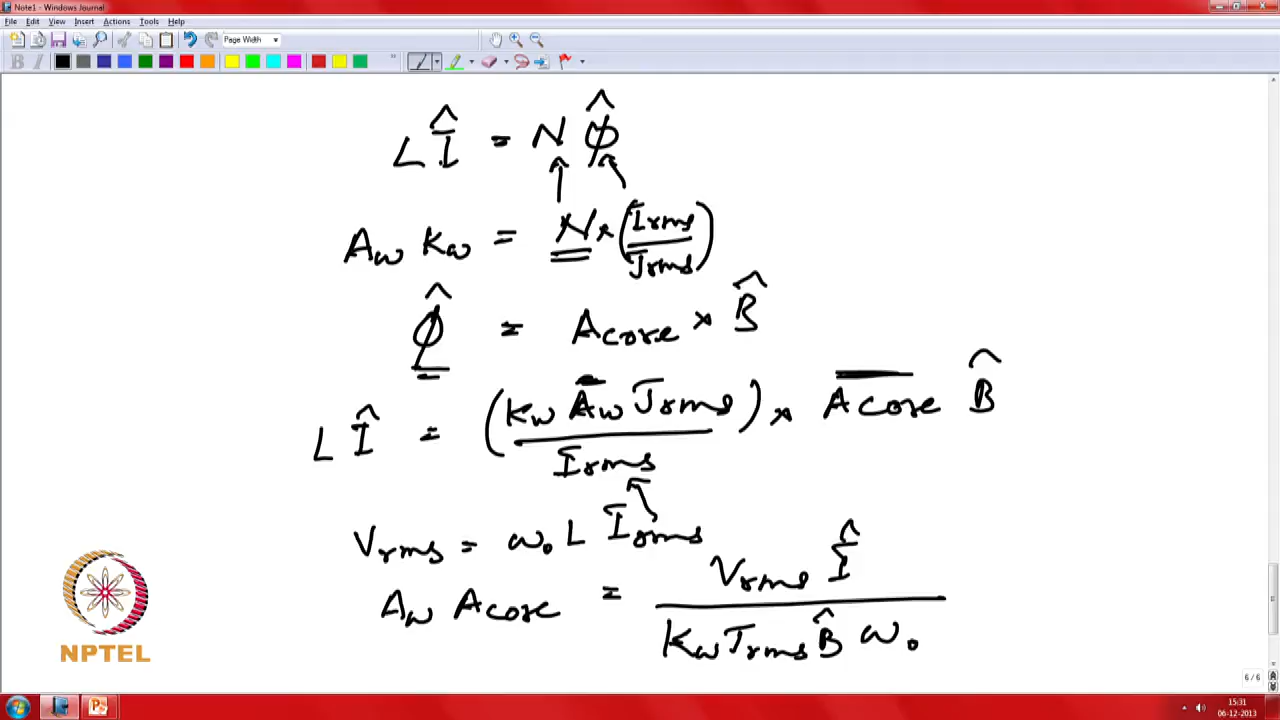 Note1 - Windows Journal
File Edit View Insert Actions Tools Help
Page Width
B I
L Î = N φ̂
Aw Kw = N × (Irms / Jrms)
φ̂ = Acore × B̂
L Î = (Kw Aw Jrms / Irms) × Acore B̂
Vrms = ω₀ L Irms
Aw Acore = Vrms Î / Kw Jrms B̂ ω₀
NPTEL
6 / 6
15:31
06-12-2013